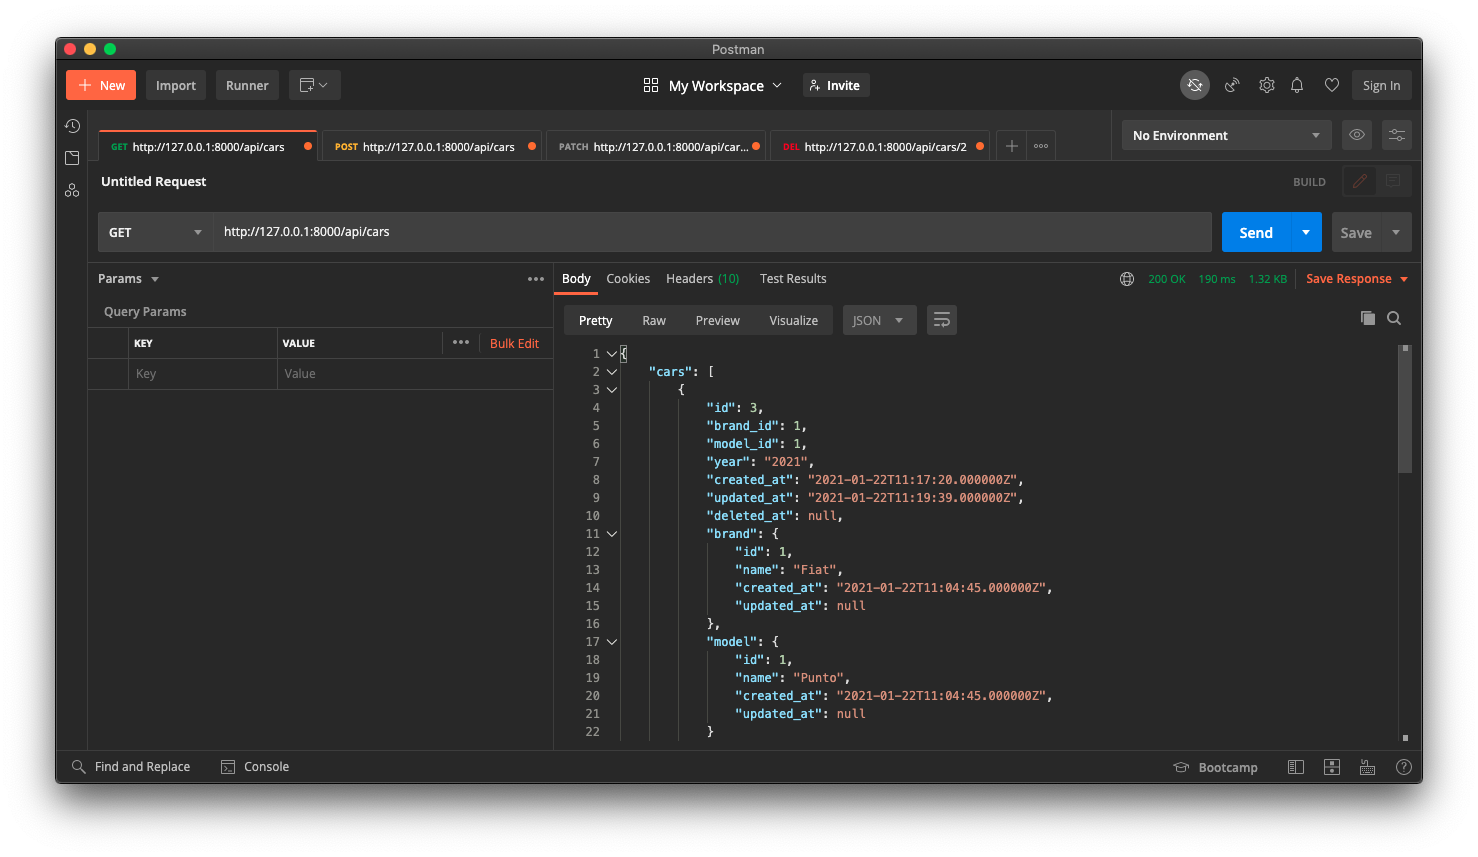 Postman
New Import Runner My Workspace Invite Sign In
GET http://127.0.0.1:8000/api/cars POST http://127.0.0.1:8000/api/cars PATCH http://127.0.0.1:8000/api/car... DEL http://127.0.0.1:8000/api/cars/2 No Environment
Untitled Request BUILD
GET http://127.0.0.1:8000/api/cars Send Save
Params Body Cookies Headers (10) Test Results 200 OK 190 ms 1.32 KB Save Response
Query Params Pretty Raw Preview Visualize JSON
KEY VALUE Bulk Edit
Key Value
1 {
2 "cars": [
3 {
4 "id": 3,
5 "brand_id": 1,
6 "model_id": 1,
7 "year": "2021",
8 "created_at": "2021-01-22T11:17:20.000000Z",
9 "updated_at": "2021-01-22T11:19:39.000000Z",
10 "deleted_at": null,
11 "brand": {
12 "id": 1,
13 "name": "Fiat",
14 "created_at": "2021-01-22T11:04:45.000000Z",
15 "updated_at": null
16 },
17 "model": {
18 "id": 1,
19 "name": "Punto",
20 "created_at": "2021-01-22T11:04:45.000000Z",
21 "updated_at": null
22 }
Find and Replace Console Bootcamp